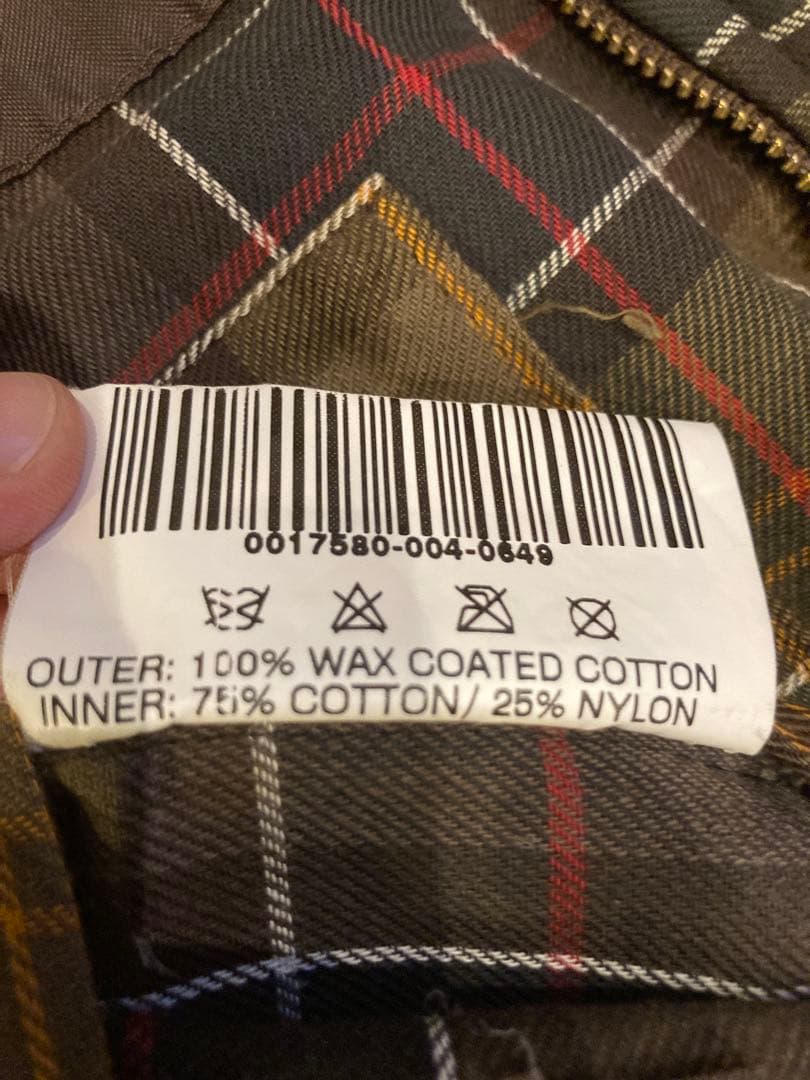 0017580-004-0649
OUTER: 100% WAX COATED COTTON
INNER: 75% COTTON/ 25% NYLON